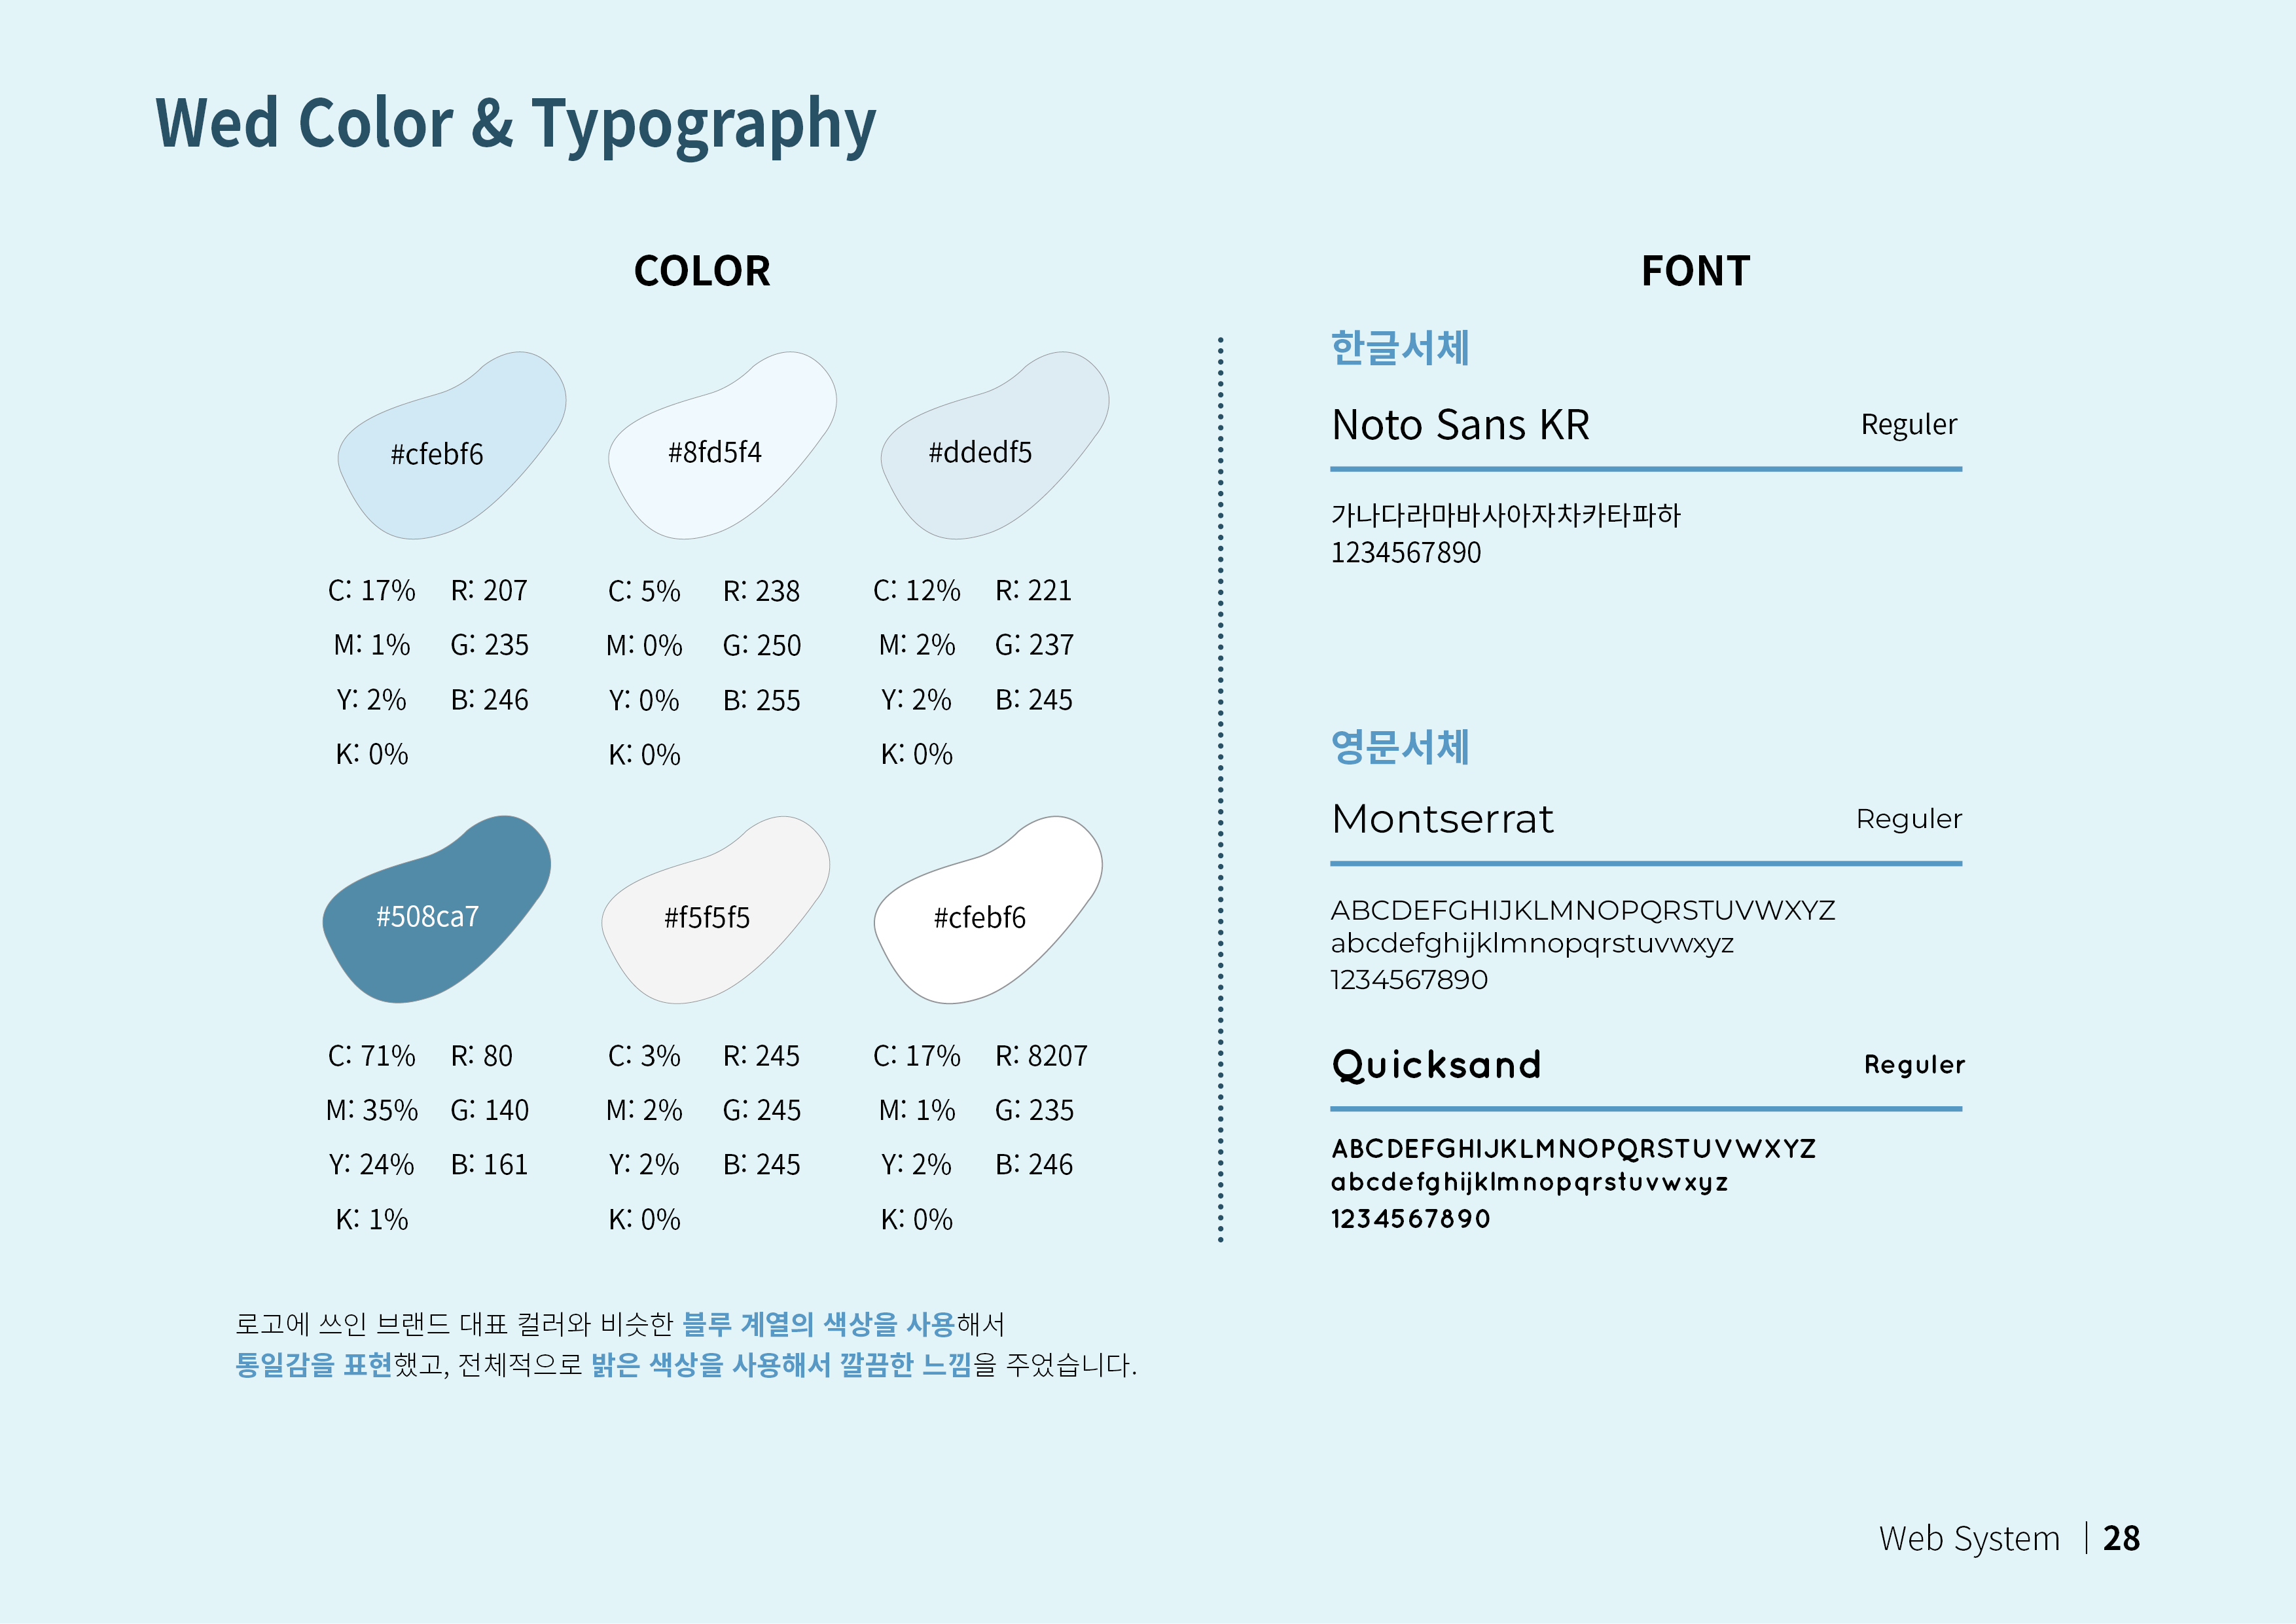 Wed Color & Typography
COLOR
#cfebf6
#8fd5f4
#ddedf5
C: 17% R: 207 C: 5% R: 238 C: 12% R: 221
M: 1% G: 235 M: 0% G: 250 M: 2% G: 237
Y: 2% B: 246 Y: 0% B: 255 Y: 2% B: 245
K: 0% K: 0% K: 0%
#508ca7
#f5f5f5
#cfebf6
C: 71% R: 80 C: 3% R: 245 C: 17% R: 8207
M: 35% G: 140 M: 2% G: 245 M: 1% G: 235
Y: 24% B: 161 Y: 2% B: 245 Y: 2% B: 246
K: 1% K: 0% K: 0%
로고에 쓰인 브랜드 대표 컬러와 비슷한 블루 계열의 색상을 사용해서
통일감을 표현했고, 전체적으로 밝은 색상을 사용해서 깔끔한 느낌을 주었습니다.
FONT
한글서체
Noto Sans KR Reguler
가나다라마바사아자차카타파하
1234567890
영문서체
Montserrat Reguler
ABCDEFGHIJKLMNOPQRSTUVWXYZ
abcdefghijklmnopqrstuvwxyz
1234567890
Quicksand Reguler
ABCDEFGHIJKLMNOPQRSTUVWXYZ
abcdefghijklmnopqrstuvwxyz
1234567890
Web System | 28